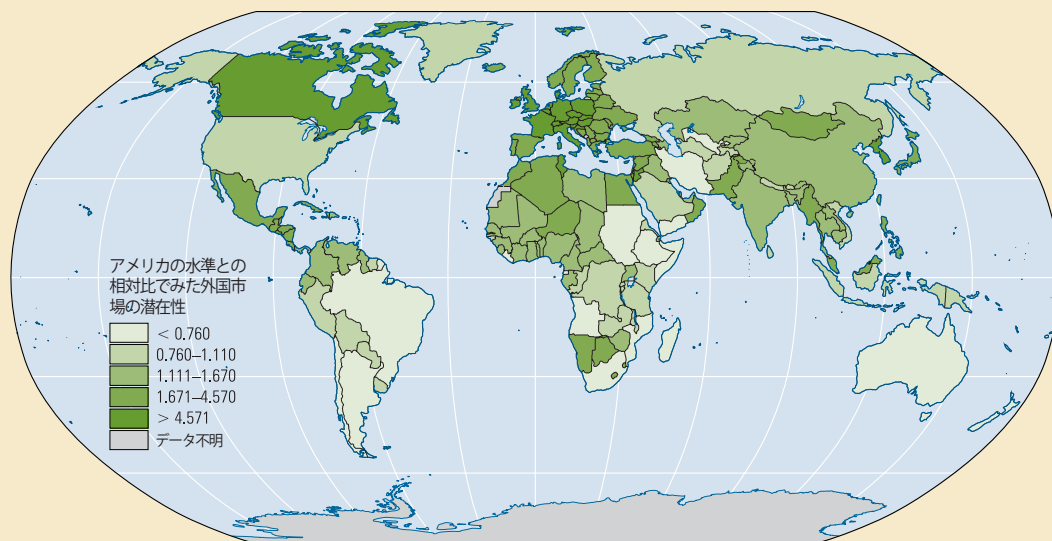 アメリカの水準との
相対比でみた外国市
場の潜在性
< 0.760
0.760–1.110
1.111–1.670
1.671–4.570
> 4.571
データ不明